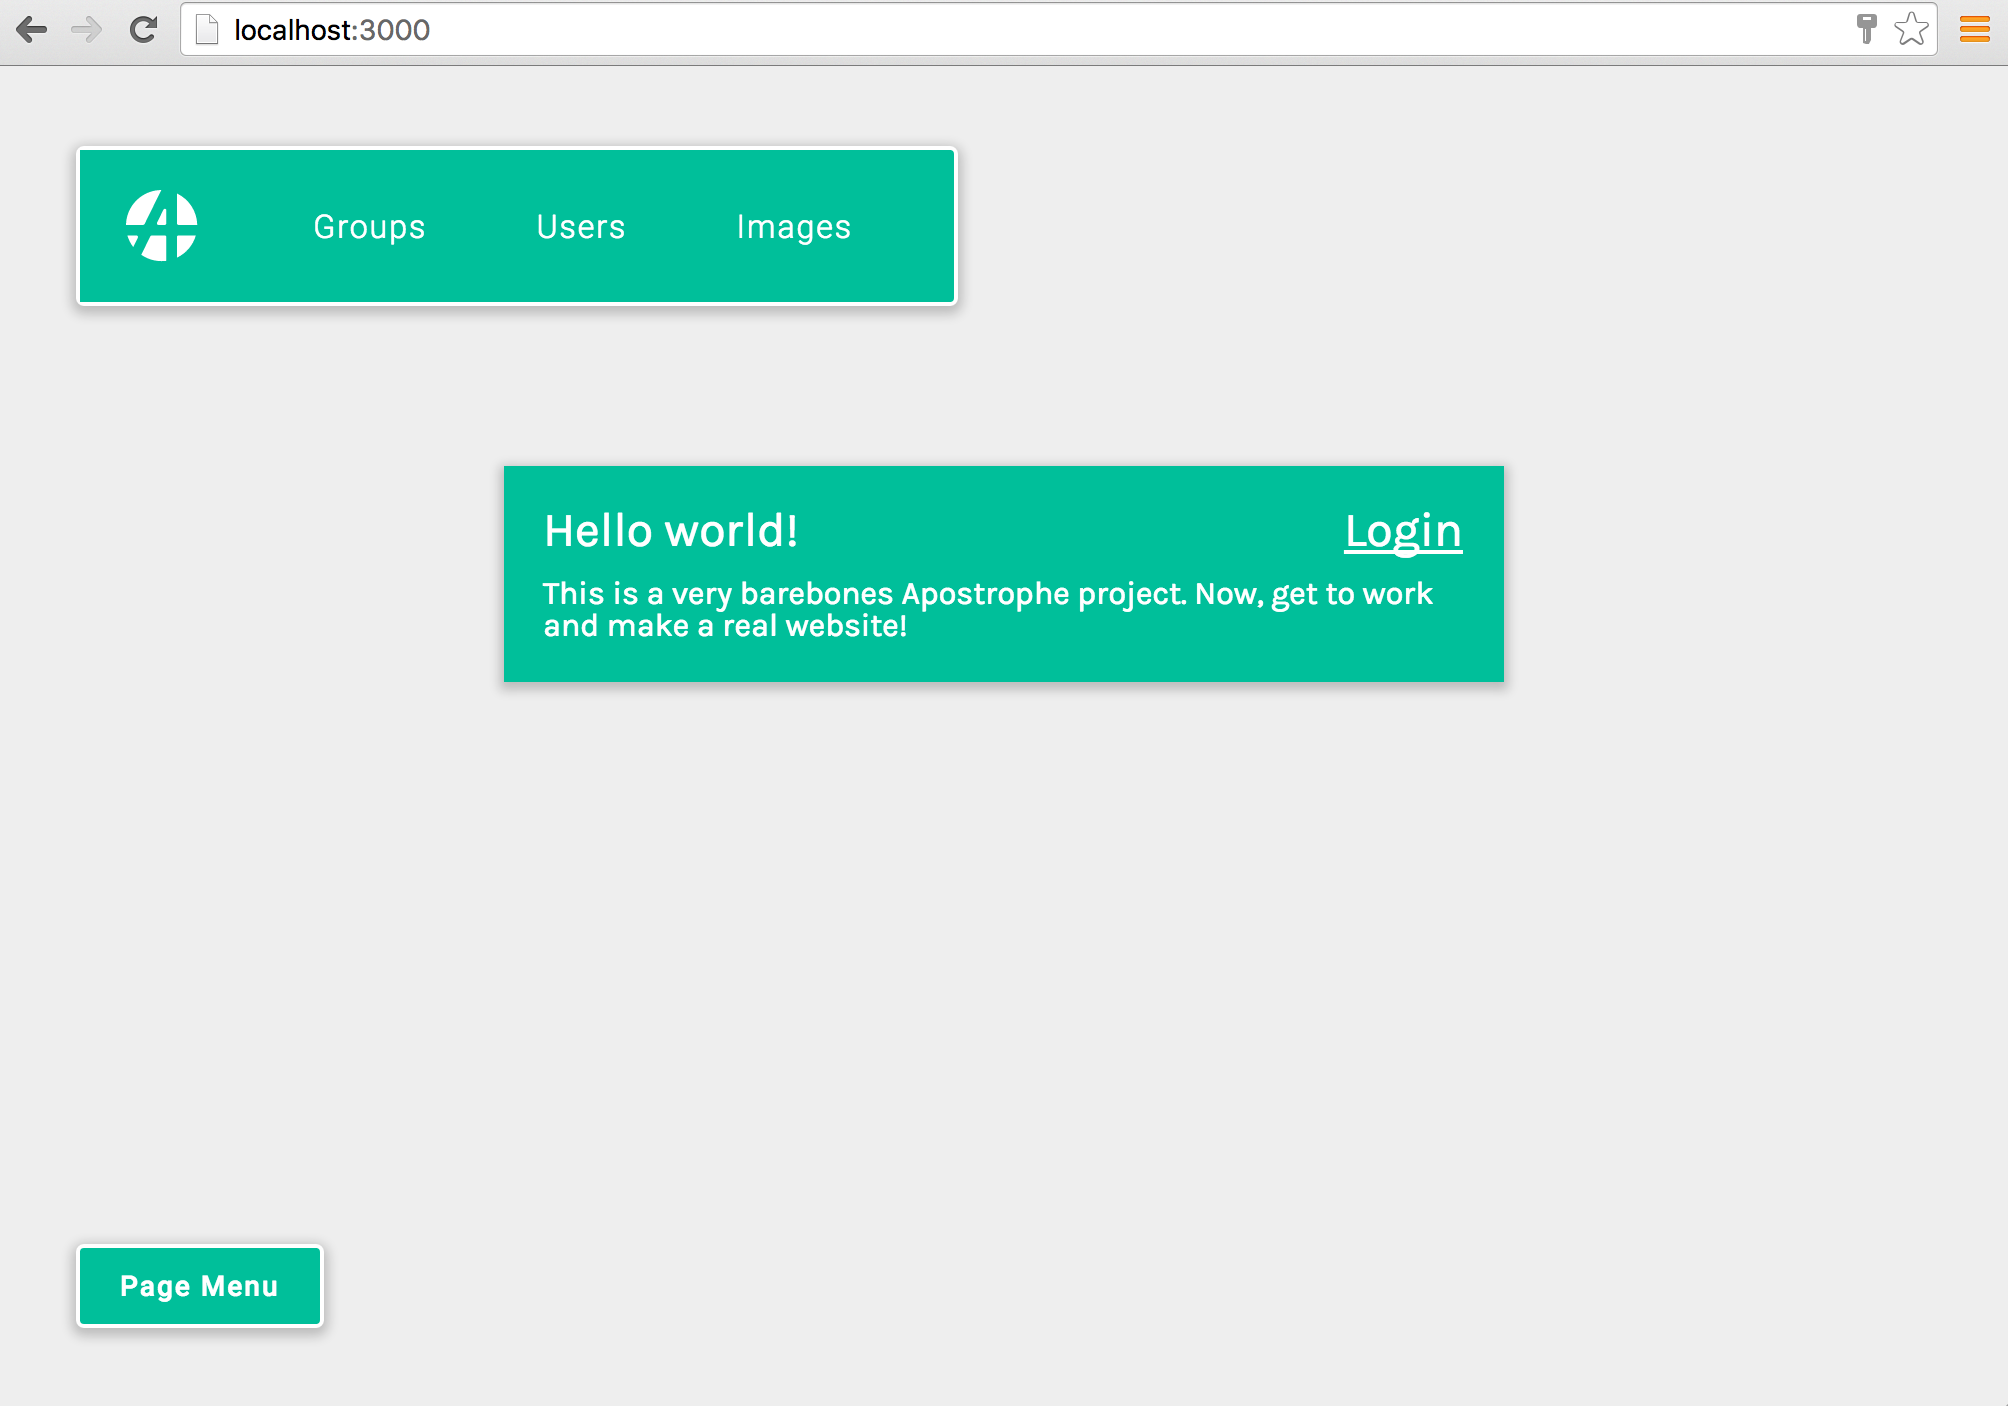 localhost:3000
Groups
Users
Images
Hello world!
Login
This is a very barebones Apostrophe project. Now, get to work
and make a real website!
Page Menu